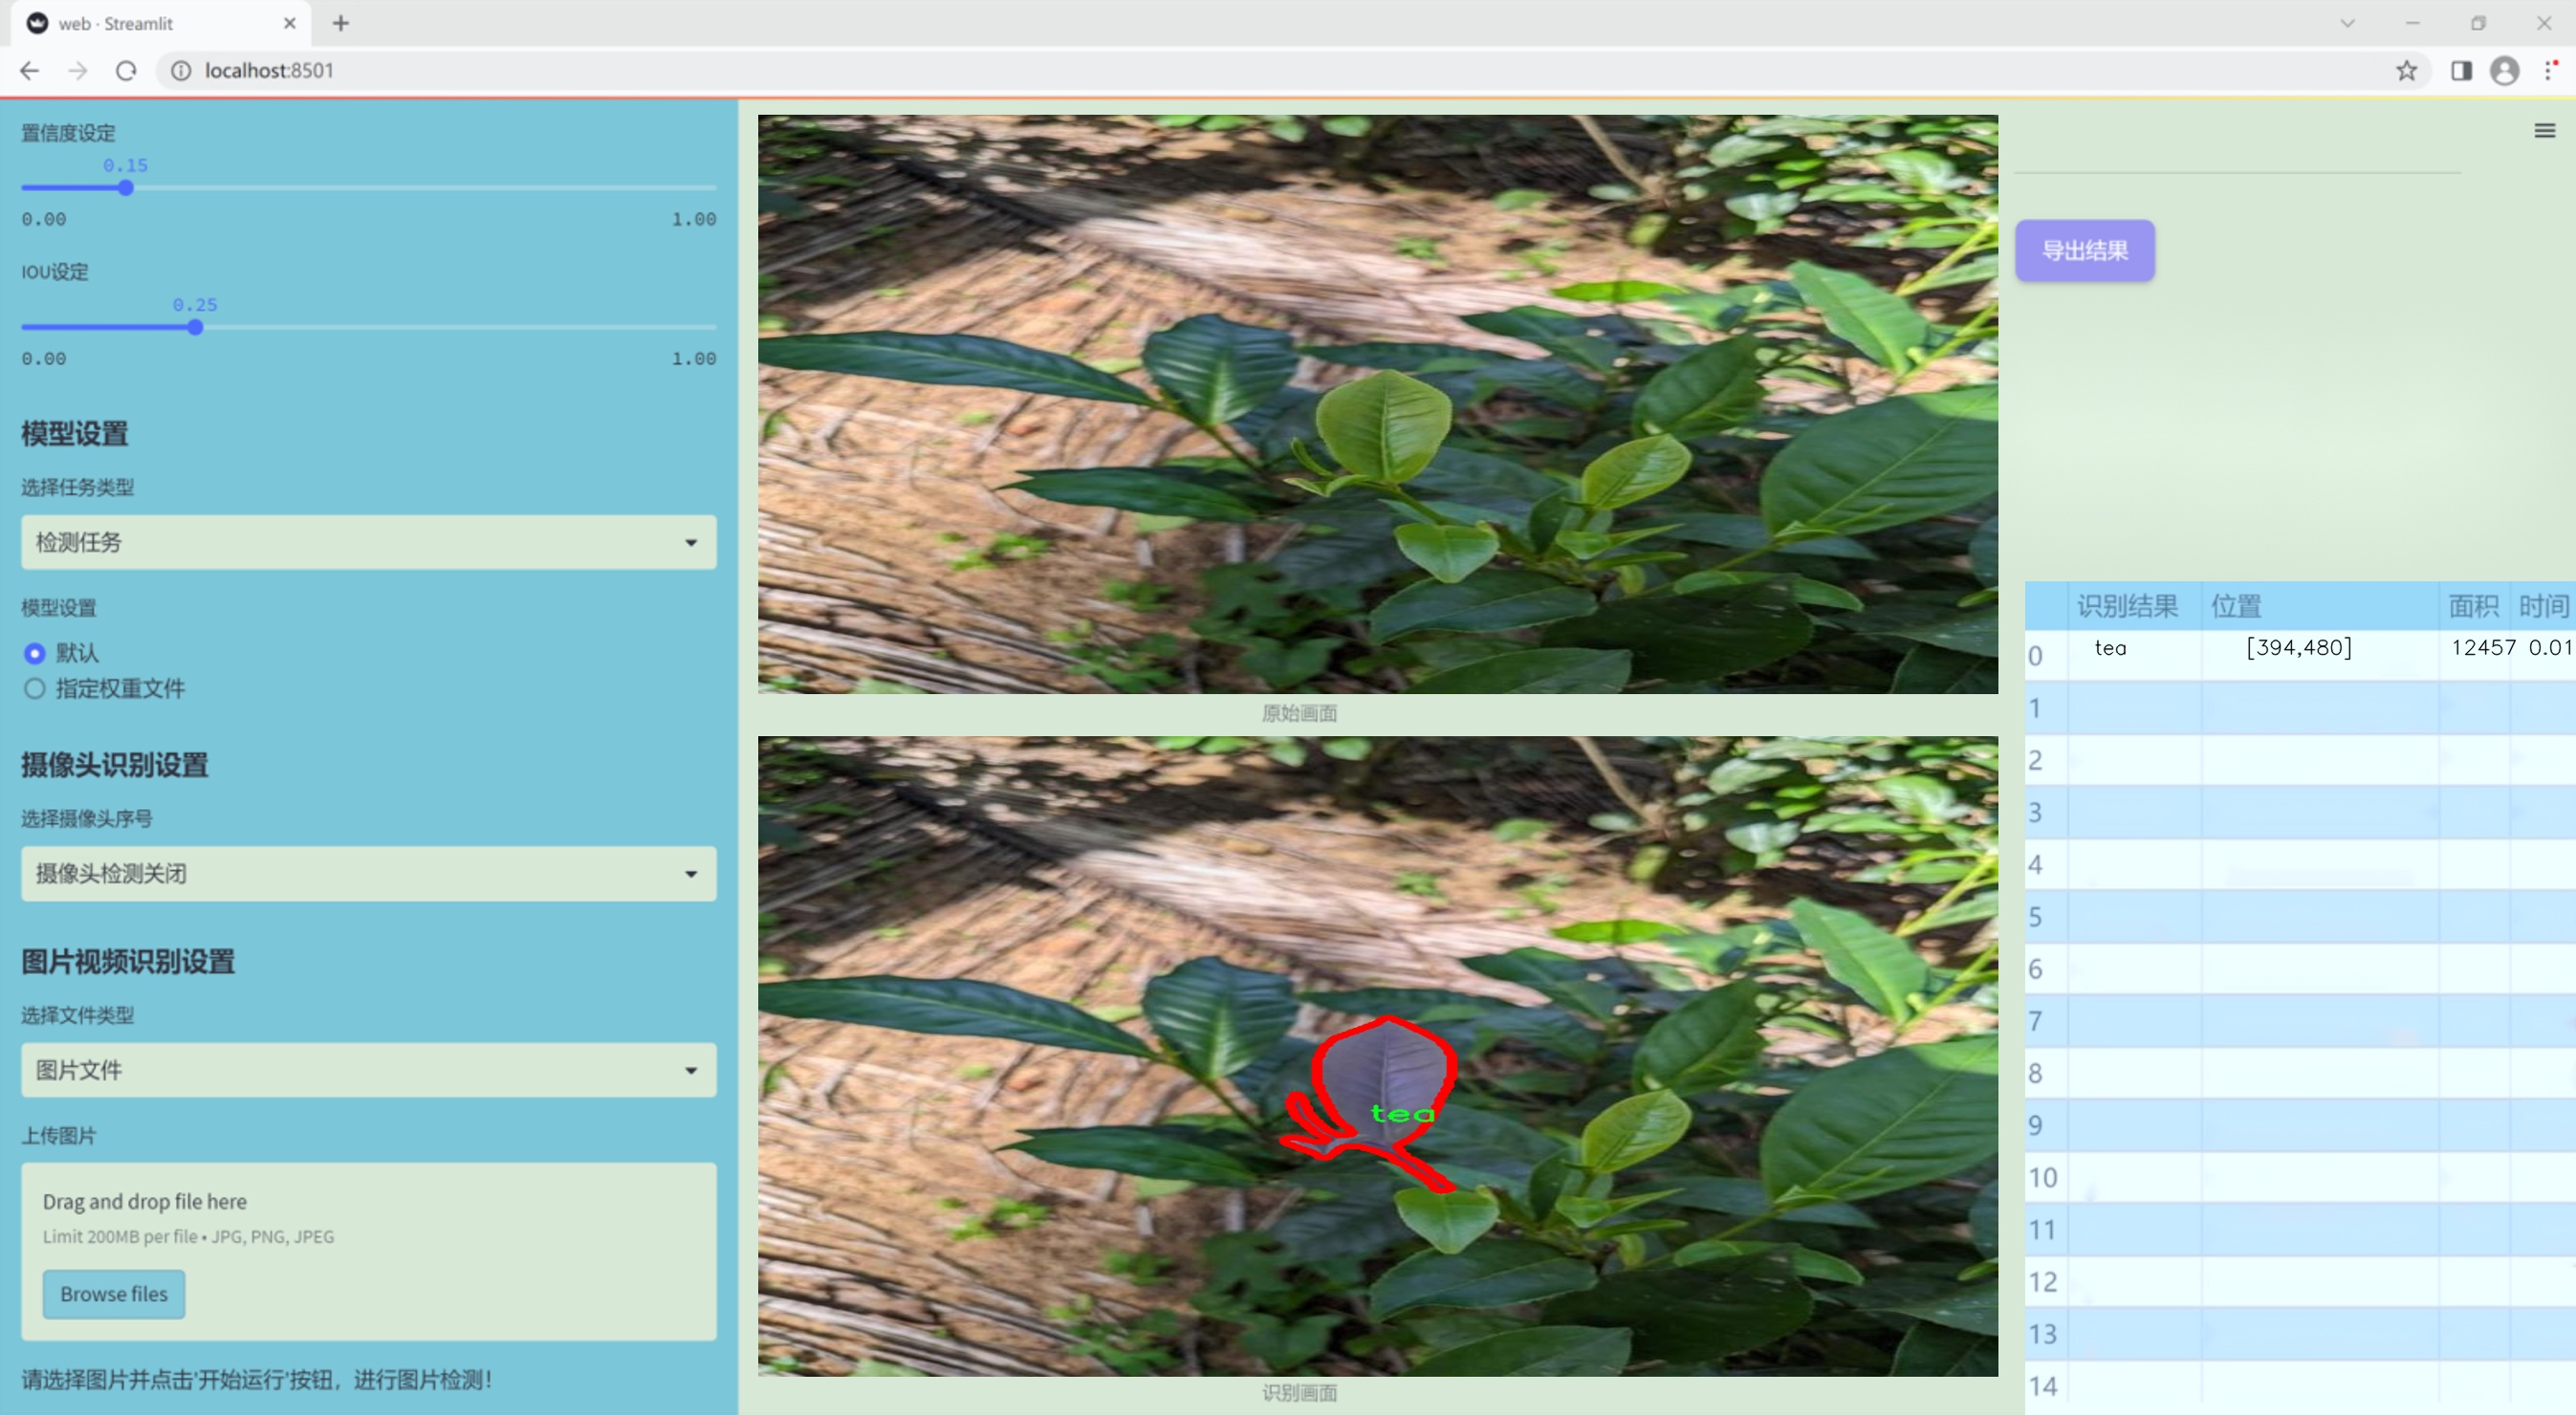 web · Streamlit
localhost:8501
置信度设定
0.15
0.00 1.00
IOU设定
0.25
0.00 1.00
模型设置
选择任务类型
检测任务
模型设置
默认
指定权重文件
摄像头识别设置
选择摄像头序号
摄像头检测关闭
图片视频识别设置
选择文件类型
图片文件
上传图片
Drag and drop file here
Limit 200MB per file • JPG, PNG, JPEG
Browse files
请选择图片并点击'开始运行'按钮，进行图片检测！
原始画面
tea
识别画面
导出结果
识别结果 位置 面积 时间
0 tea [394,480] 12457 0.01
1
2
3
4
5
6
7
8
9
10
11
12
13
14